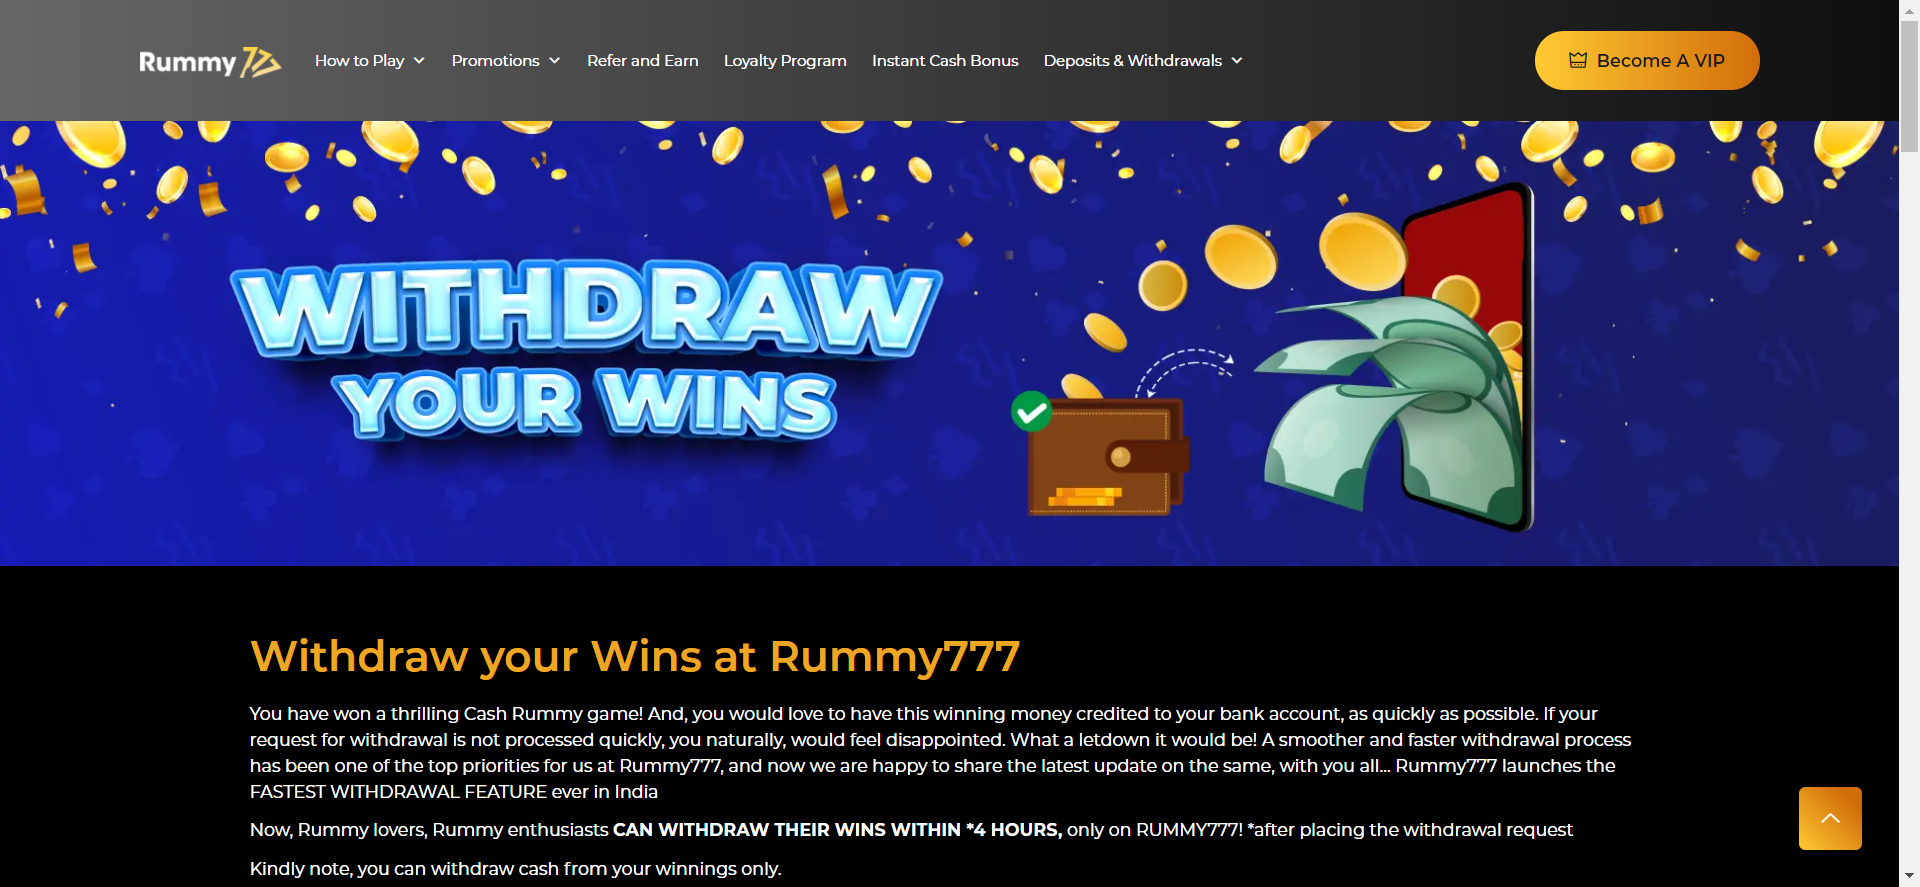 Rummy
How to Play
Promotions
Refer and Earn
Loyalty Program
Instant Cash Bonus
Deposits & Withdrawals
Become A VIP
WITHDRAW
YOUR WINS
Withdraw your Wins at Rummy777
You have won a thrilling Cash Rummy game! And, you would love to have this winning money credited to your bank account, as quickly as possible. If your
request for withdrawal is not processed quickly, you naturally, would feel disappointed. What a letdown it would be! A smoother and faster withdrawal process
has been one of the top priorities for us at Rummy777, and now we are happy to share the latest update on the same, with you all... Rummy777 launches the
FASTEST WITHDRAWAL FEATURE ever in India
Now, Rummy lovers, Rummy enthusiasts CAN WITHDRAW THEIR WINS WITHIN *4 HOURS, only on RUMMY777! *after placing the withdrawal request
Kindly note, you can withdraw cash from your winnings only.